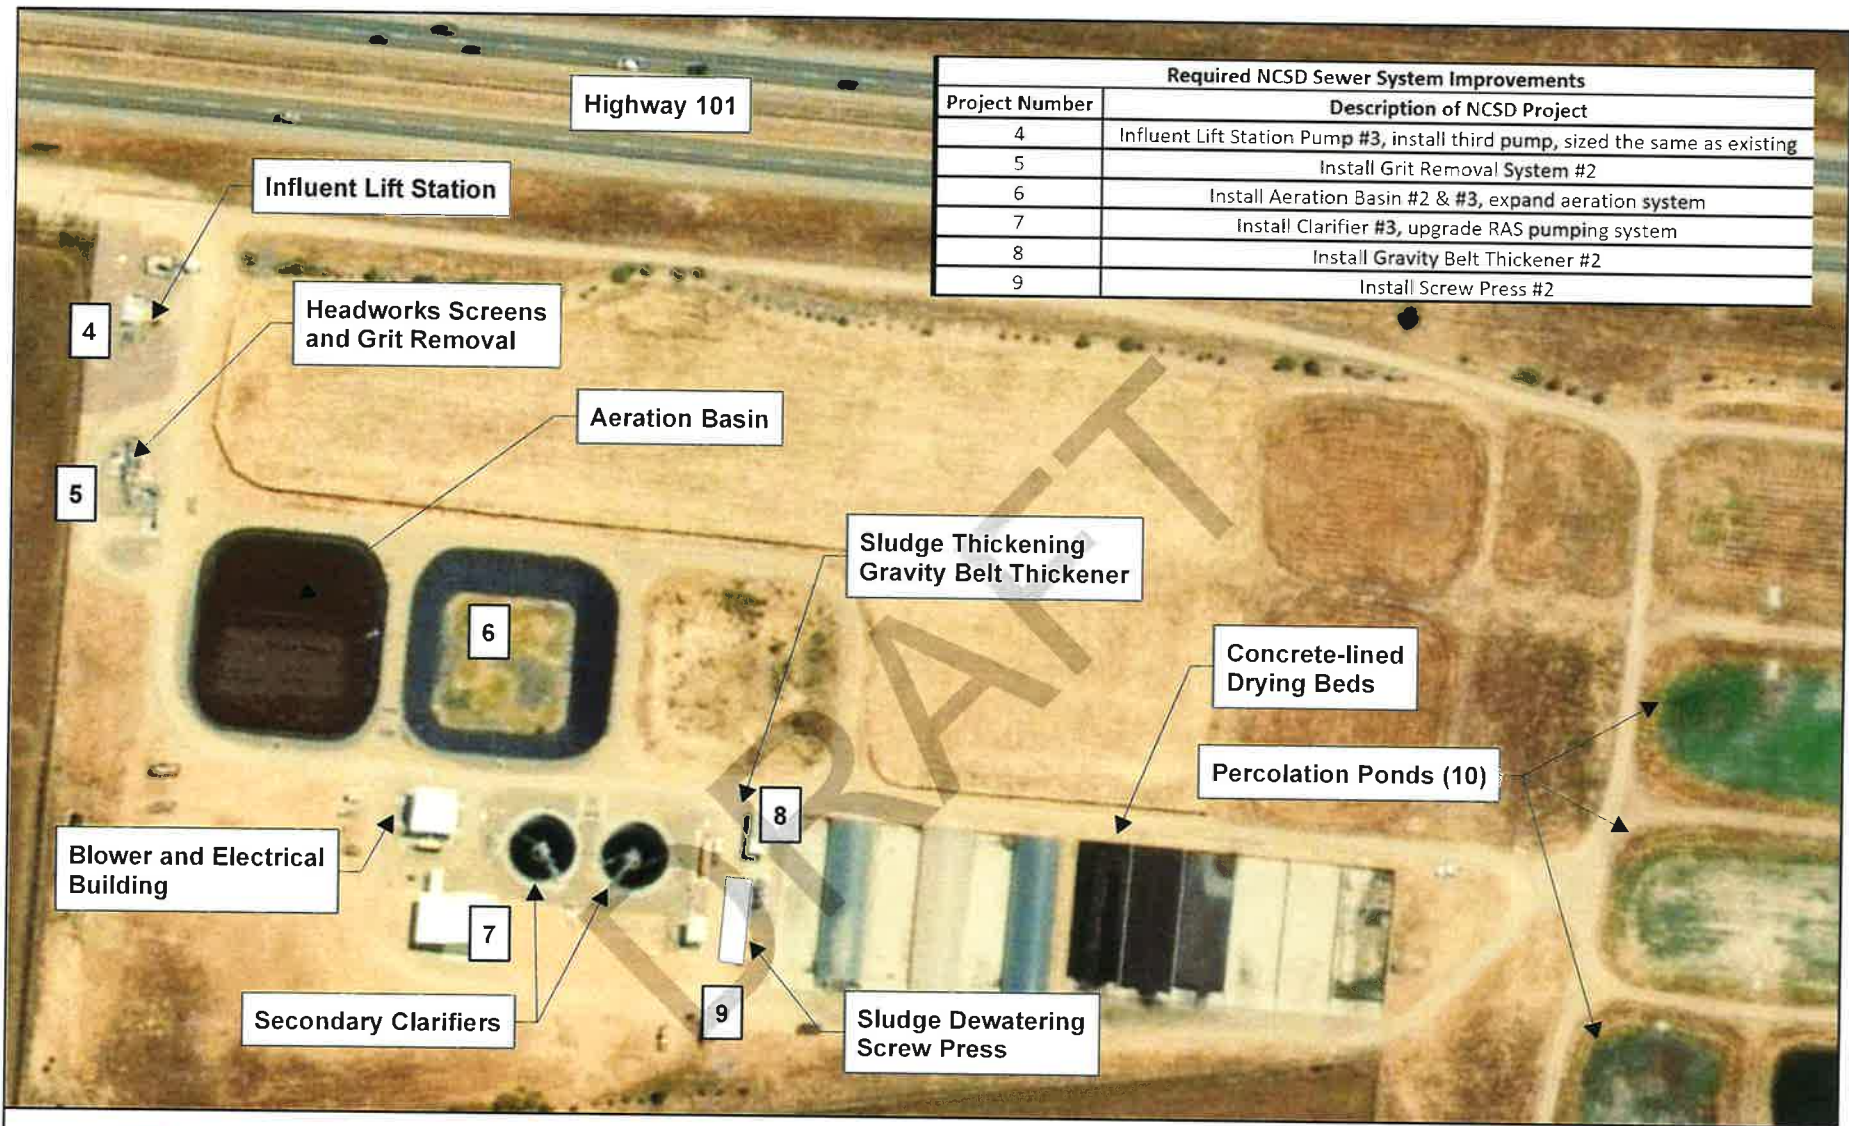 Highway 101
Required NCSD Sewer System Improvements
Project Number Description of NCSD Project
4 Influent Lift Station Pump #3, install third pump, sized the same as existing
5 Install Grit Removal System #2
6 Install Aeration Basin #2 & #3, expand aeration system
7 Install Clarifier #3, upgrade RAS pumping system
8 Install Gravity Belt Thickener #2
9 Install Screw Press #2
Influent Lift Station
4
Headworks Screens
and Grit Removal
5
Aeration Basin
6
Sludge Thickening
Gravity Belt Thickener
Concrete-lined
Drying Beds
Percolation Ponds (10)
8
Blower and Electrical
Building
7
Secondary Clarifiers
9
Sludge Dewatering
Screw Press
DRAFT